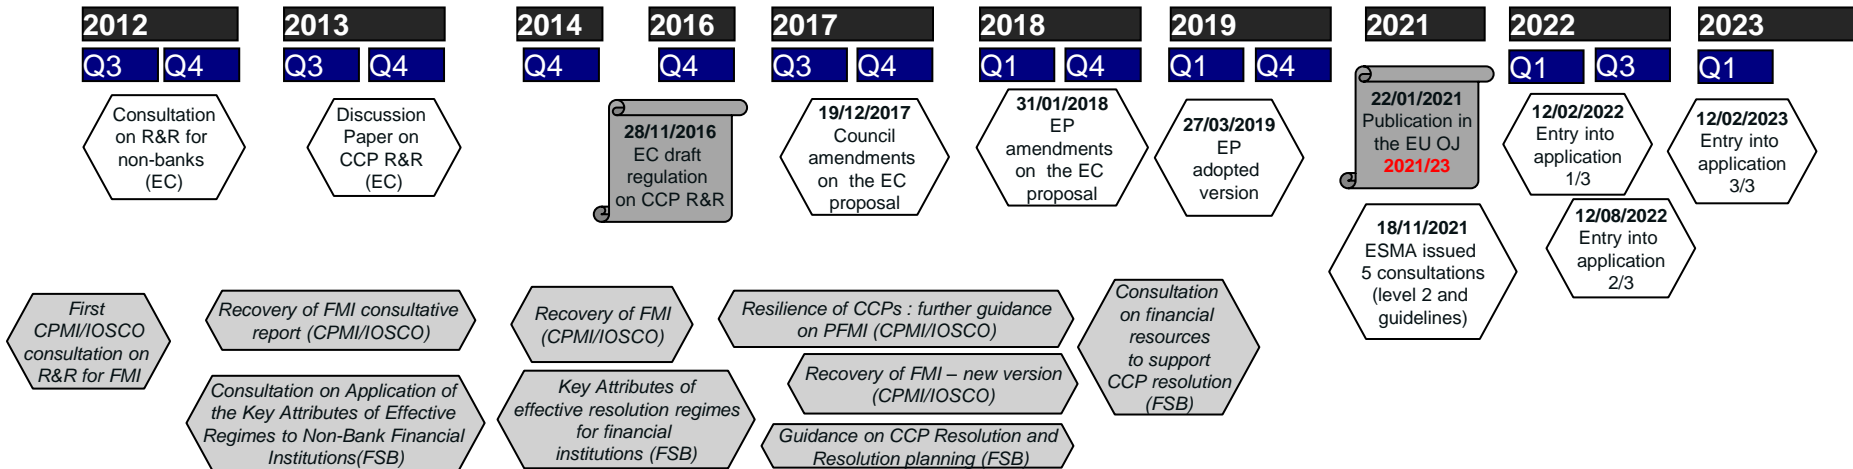 2012
2013
2014
2016
2017
2018
2019
2021
2022
2023
Q3
Q4
Q3
Q4
Q4
Q4
Q3
Q4
Q1
Q4
Q1
Q4
Q1
Q3
Q1
Consultation
on R&R for
non-banks
(EC)
Discussion
Paper on
CCP R&R
(EC)
28/11/2016
EC draft
regulation
on CCP R&R
19/12/2017
Council
amendments
on the EC
proposal
31/01/2018
EP
amendments
on the EC
proposal
27/03/2019
EP
adopted
version
22/01/2021
Publication in
the EU OJ
2021/23
12/02/2022
Entry into
application
1/3
12/02/2023
Entry into
application
3/3
18/11/2021
ESMA issued
5 consultations
(level 2 and
guidelines)
12/08/2022
Entry into
application
2/3
First
CPMI/IOSCO
consultation on
R&R for FMI
Recovery of FMI consultative
report (CPMI/IOSCO)
Consultation on Application of
the Key Attributes of Effective
Regimes to Non-Bank Financial
Institutions(FSB)
Recovery of FMI
(CPMI/IOSCO)
Key Attributes of
effective resolution regimes
for financial
institutions (FSB)
Resilience of CCPs : further guidance
on PFMI (CPMI/IOSCO)
Recovery of FMI – new version
(CPMI/IOSCO)
Guidance on CCP Resolution and
Resolution planning (FSB)
Consultation
on financial
resources
to support
CCP resolution
(FSB)